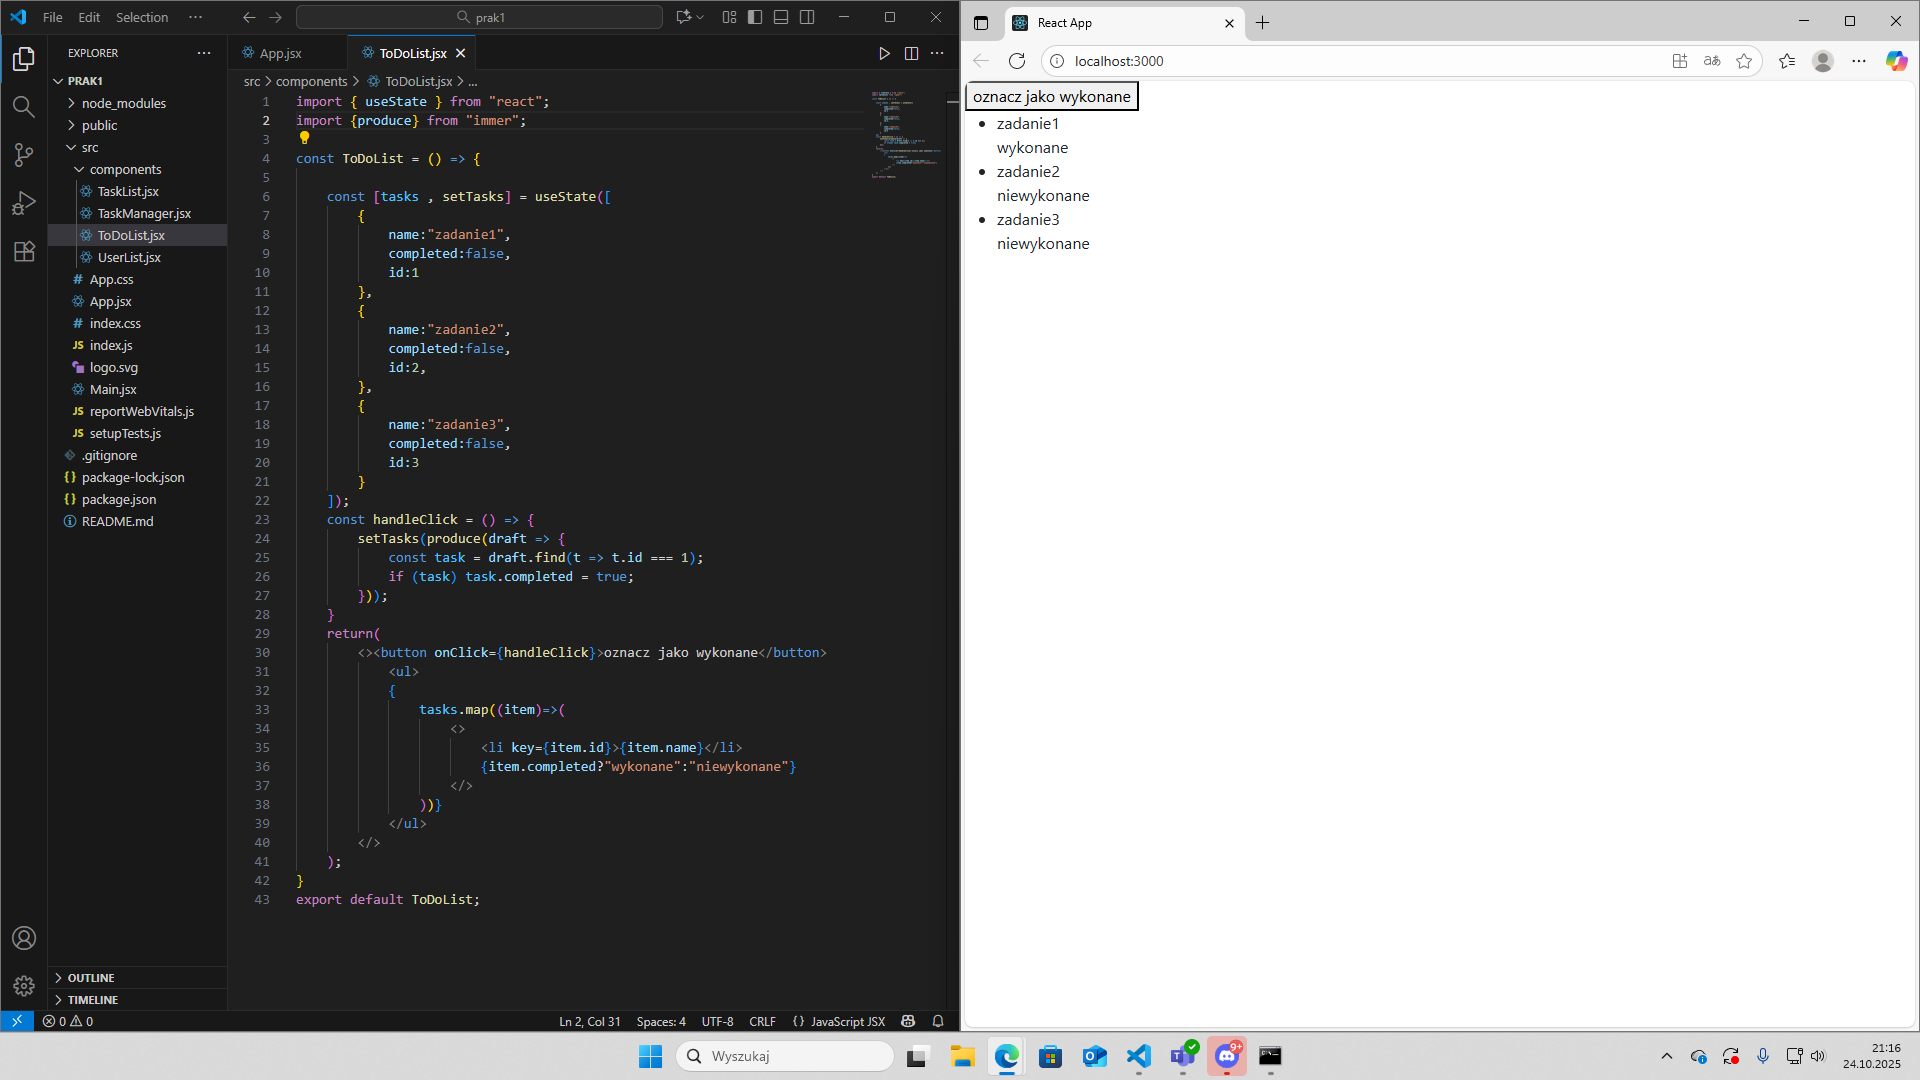 File Edit Selection ··· prak1
EXPLORER ···
PRAK1
node_modules
public
src
components
TaskList.jsx
TaskManager.jsx
ToDoList.jsx
UserList.jsx
App.css
App.jsx
index.css
index.js
logo.svg
Main.jsx
reportWebVitals.js
setupTests.js
.gitignore
package-lock.json
package.json
README.md
OUTLINE
TIMELINE
App.jsx ToDoList.jsx
src > components > ToDoList.jsx > ...
1 import { useState } from "react";
2 import {produce} from "immer";
3
4 const ToDoList = () => {
5
6 const [tasks , setTasks] = useState([
7 {
8 name:"zadanie1",
9 completed:false,
10 id:1
11 },
12 {
13 name:"zadanie2",
14 completed:false,
15 id:2,
16 },
17 {
18 name:"zadanie3",
19 completed:false,
20 id:3
21 }
22 ]);
23 const handleClick = () => {
24 setTasks(produce(draft => {
25 const task = draft.find(t => t.id === 1);
26 if (task) task.completed = true;
27 }));
28 }
29 return(
30 <><button onClick={handleClick}>oznacz jako wykonane</button>
31 <ul>
32 {
33 tasks.map((item)=>(
34 <>
35 <li key={item.id}>{item.name}</li>
36 {item.completed?"wykonane":"niewykonane"}
37 </>
38 ))}
39 </ul>
40 </>
41 );
42 }
43 export default ToDoList;
0 0 Ln 2, Col 31 Spaces: 4 UTF-8 CRLF {} JavaScript JSX
React App
localhost:3000
oznacz jako wykonane
• zadanie1
wykonane
• zadanie2
niewykonane
• zadanie3
niewykonane
Wyszukaj
9+
21:16
24.10.2025